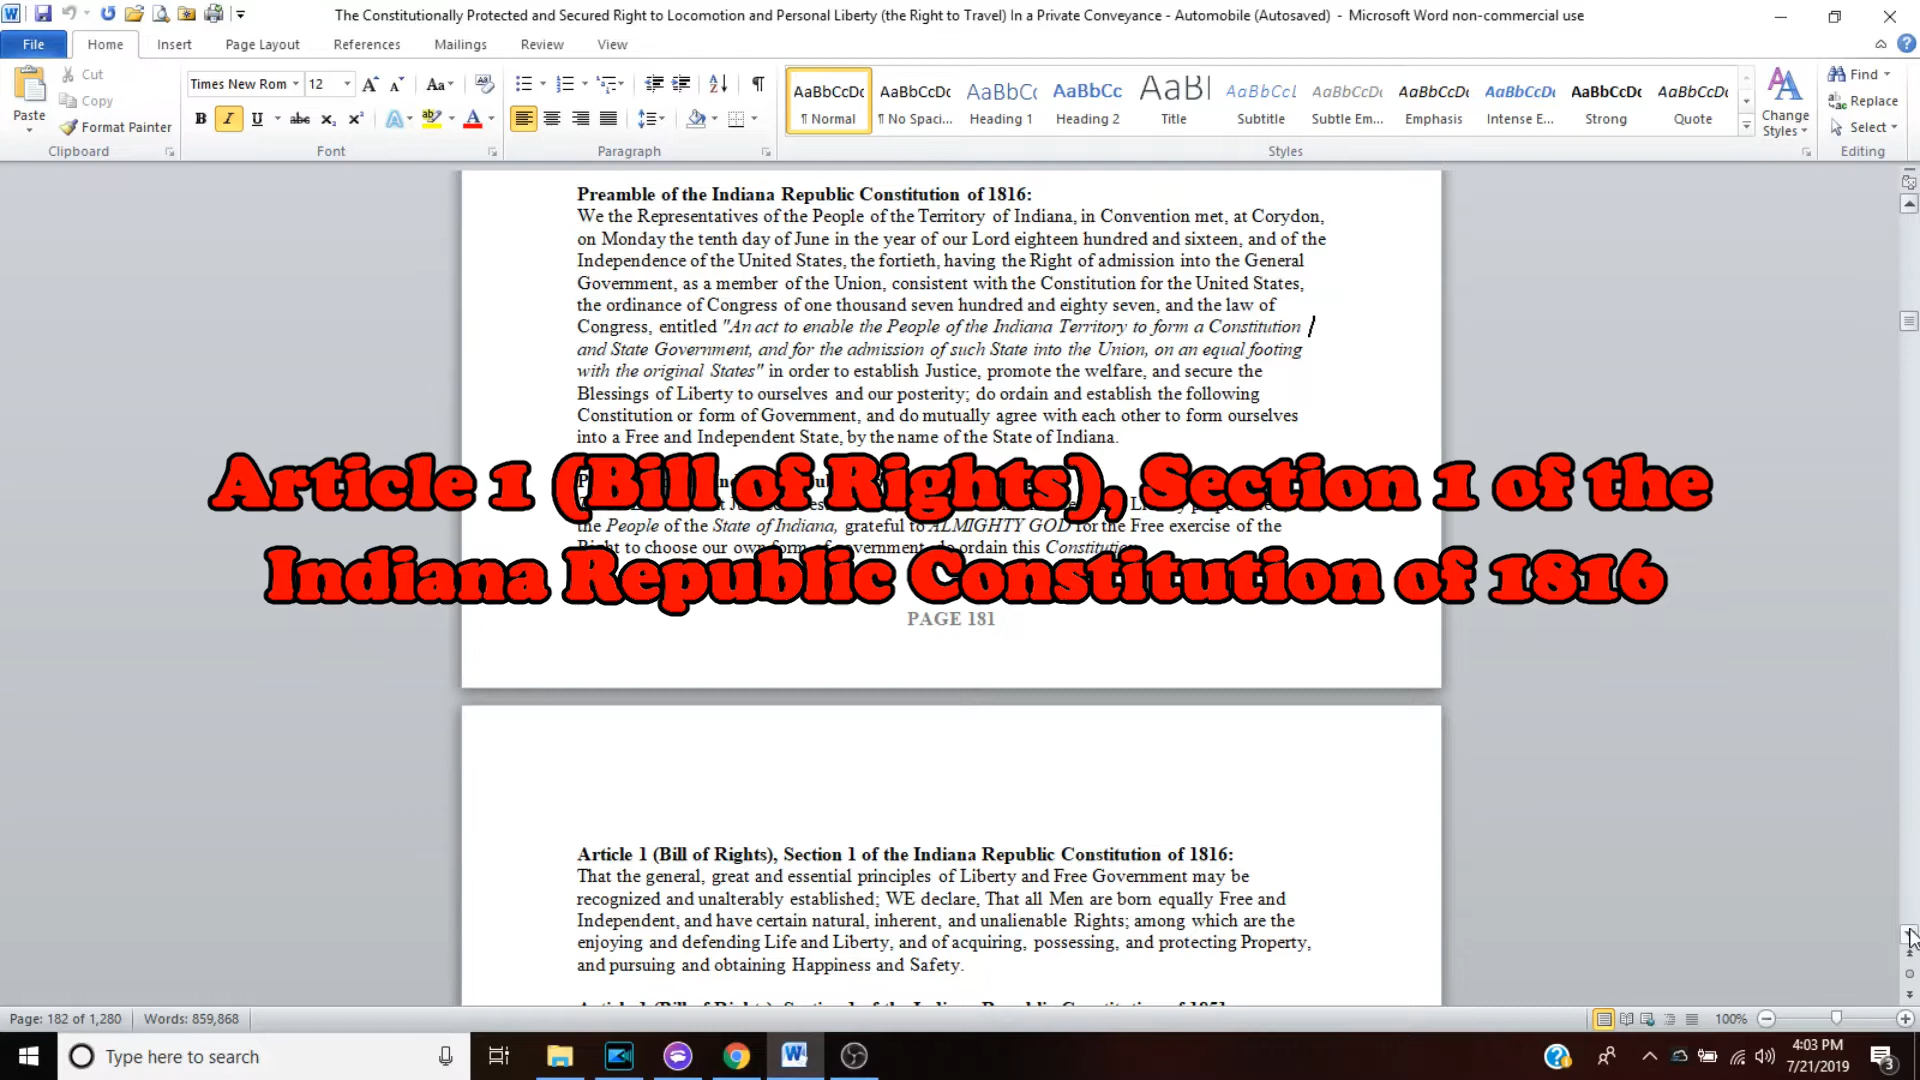 The Constitutionally Protected and Secured Right to Locomotion and Personal Liberty (the Right to Travel) In a Private Conveyance - Automobile (Autosaved) - Microsoft Word non-commercial use
File Home Insert Page Layout References Mailings Review View
Paste
Cut
Copy
Format Painter
Clipboard
Times New Rom 12
Font
Paragraph
AaBbCcDc AaBbCcDc AaBbCc AaBbCc AaBl AaBbCcL AaBbCcDc AaBbCcDc AaBbCcDc AaBbCcDc AaBbCcDc
¶ Normal ¶ No Spaci... Heading 1 Heading 2 Title Subtitle Subtle Em... Emphasis Intense E... Strong Quote
Styles
Change Styles
Find
Replace
Select
Editing
Preamble of the Indiana Republic Constitution of 1816:
We the Representatives of the People of the Territory of Indiana, in Convention met, at Corydon,
on Monday the tenth day of June in the year of our Lord eighteen hundred and sixteen, and of the
Independence of the United States, the fortieth, having the Right of admission into the General
Government, as a member of the Union, consistent with the Constitution for the United States,
the ordinance of Congress of one thousand seven hundred and eighty seven, and the law of
Congress, entitled "An act to enable the People of the Indiana Territory to form a Constitution
and State Government, and for the admission of such State into the Union, on an equal footing
with the original States" in order to establish Justice, promote the welfare, and secure the
Blessings of Liberty to ourselves and our posterity; do ordain and establish the following
Constitution or form of Government, and do mutually agree with each other to form ourselves
into a Free and Independent State, by the name of the State of Indiana.
Article 1 (Bill of Rights), Section 1 of the
Indiana Republic Constitution of 1816
the People of the State of Indiana, grateful to ALMIGHTY GOD for the Free exercise of the
Right to choose our own form of government, do ordain this Constitution
PAGE 181
Article 1 (Bill of Rights), Section 1 of the Indiana Republic Constitution of 1816:
That the general, great and essential principles of Liberty and Free Government may be
recognized and unalterably established; WE declare, That all Men are born equally Free and
Independent, and have certain natural, inherent, and unalienable Rights; among which are the
enjoying and defending Life and Liberty, and of acquiring, possessing, and protecting Property,
and pursuing and obtaining Happiness and Safety.
Page: 182 of 1,280 Words: 859,868
100%
Type here to search
4:03 PM
7/21/2019
3